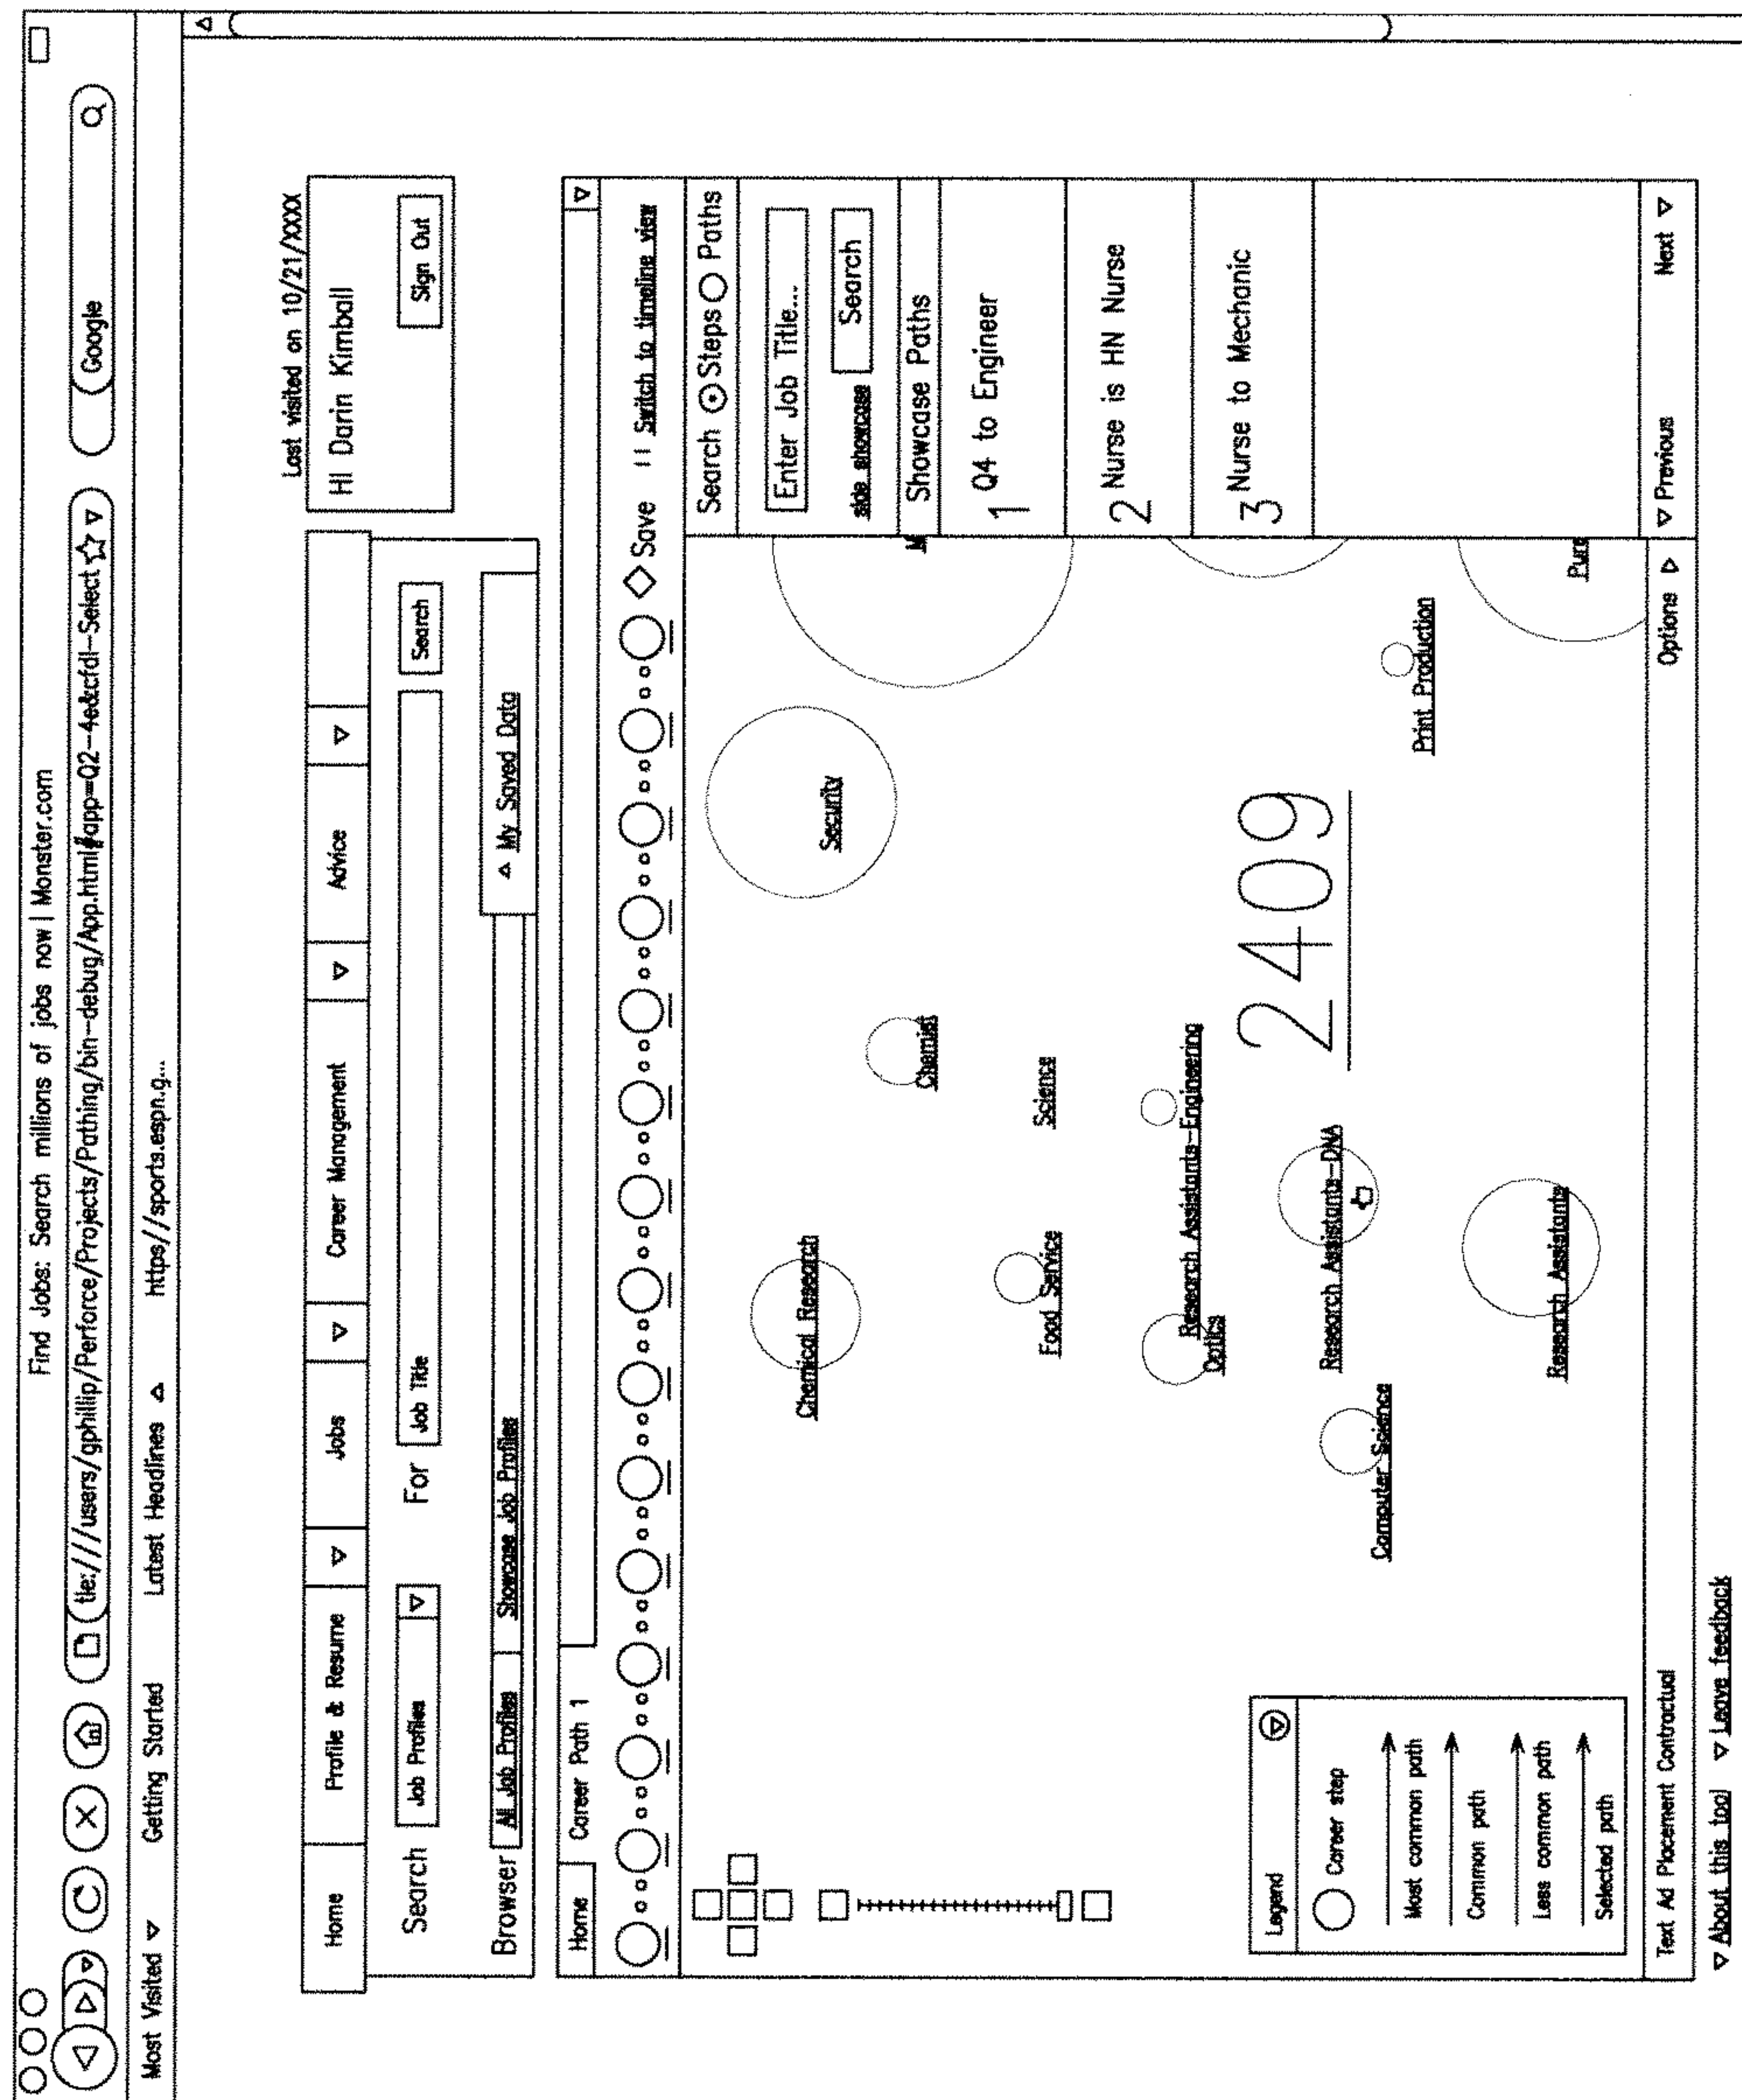 Find Jobs: Search millions of jobs now | Monster.com
tle:////users/gphillip/Perforce/Projects/Pathing/bin-debug/App.html#app=Q2-4e&cfdl-Select
Google
Most Visited Getting Started Latest Headlines https//sports.espn.g...
Last visited on 10/21/XXXX
Home Profile & Resume Jobs Career Management Advice
HI Darin Kimball
Sign Out
Search Job Profiles For Job Title Search
Browser All Job Profiles Showcase Job Profiles My Saved Data
Home Career Path 1
Save || Switch to timeline view
Search Steps Paths
Enter Job Title...
side showcase Search
Showcase Paths
1 Q4 to Engineer
2 Nurse is HN Nurse
3 Nurse to Mechanic
Chemical Research
Security
Chemist
M
Food Service
Science
Research Assistants-Engineering
Optics
2409
Research Assistants-DNA
Computer Science
Print Production
Research Assistants
Pure
Legend
Career step
Most common path
Common path
Less common path
Selected path
Text Ad Placement Contractual Options Previous Next
About this tool Leave feedback